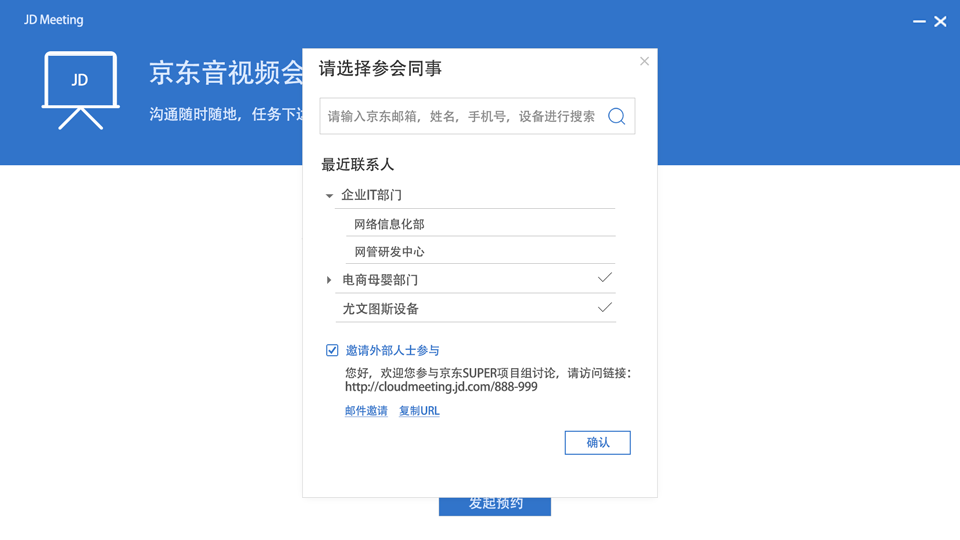 JD Meeting
JD
京东音视频会
沟通随时随地，任务下达
请选择参会同事
请输入京东邮箱，姓名，手机号，设备进行搜索
最近联系人
企业IT部门
网络信息化部
网管研发中心
电商母婴部门
尤文图斯设备
邀请外部人士参与
您好，欢迎您参与京东SUPER项目组讨论，请访问链接：
http://cloudmeeting.jd.com/888-999
邮件邀请 复制URL
确认
发起预约